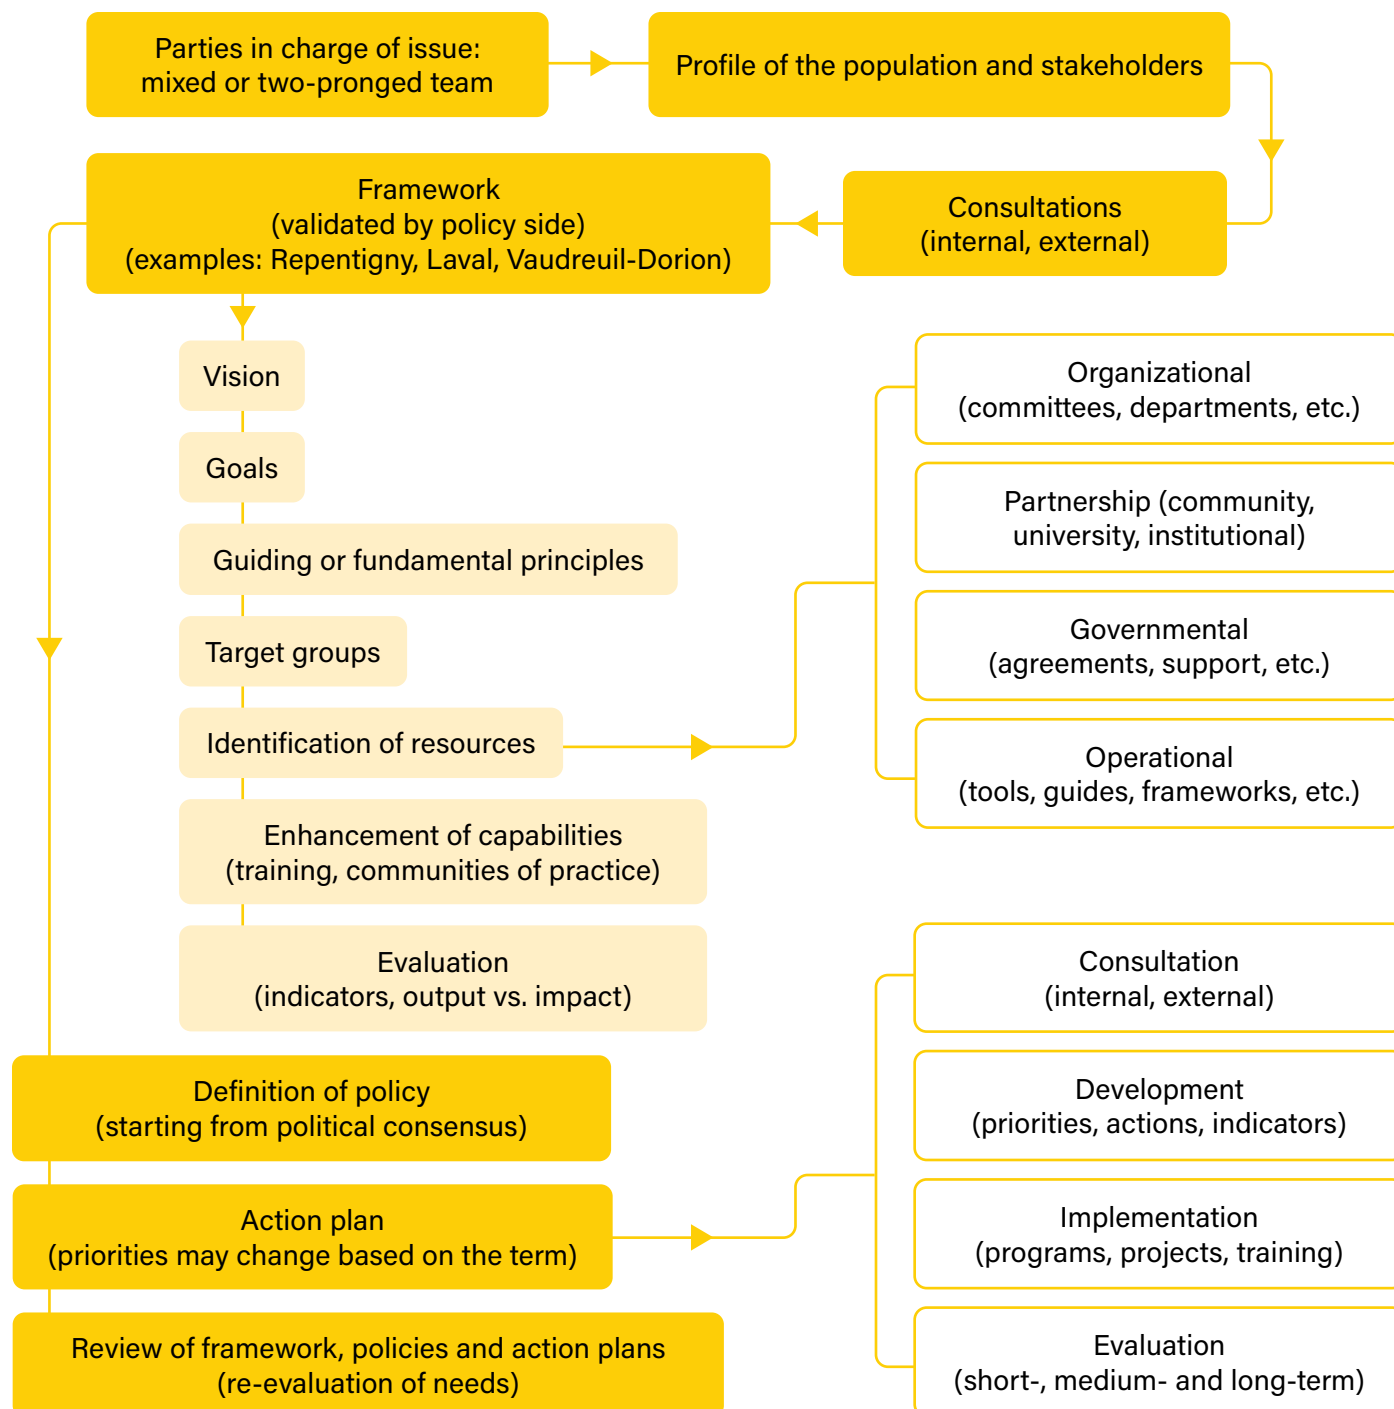 Parties in charge of issue:
mixed or two-pronged team
Profile of the population and stakeholders
Consultations
(internal, external)
Framework
(validated by policy side)
(examples: Repentigny, Laval, Vaudreuil-Dorion)
Vision
Goals
Guiding or fundamental principles
Target groups
Identification of resources
Organizational
(committees, departments, etc.)
Partnership (community,
university, institutional)
Governmental
(agreements, support, etc.)
Operational
(tools, guides, frameworks, etc.)
Enhancement of capabilities
(training, communities of practice)
Evaluation
(indicators, output vs. impact)
Definition of policy
(starting from political consensus)
Action plan
(priorities may change based on the term)
Consultation
(internal, external)
Development
(priorities, actions, indicators)
Implementation
(programs, projects, training)
Evaluation
(short-, medium- and long-term)
Review of framework, policies and action plans
(re-evaluation of needs)